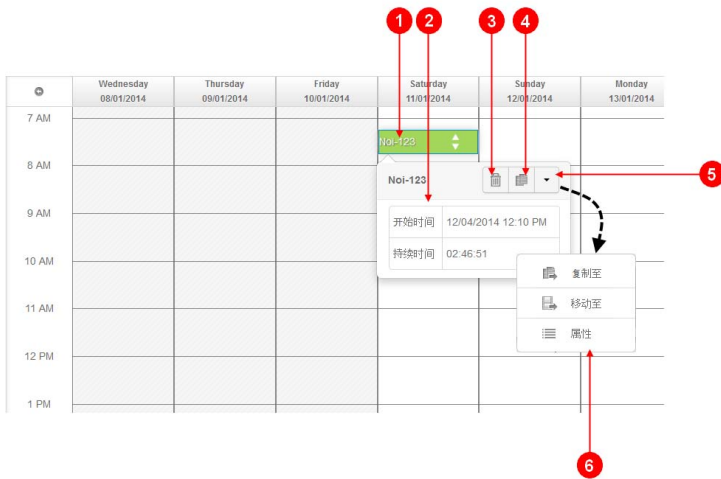 1 2 3 4
Wednesday Thursday Friday Saturday Sunday Monday
08/01/2014 09/01/2014 10/01/2014 11/01/2014 12/01/2014 13/01/2014
7 AM
Noi-123
8 AM
5
Noi-123
9 AM
开始时间 12/04/2014 12:10 PM
持续时间 02:46:51
10 AM
复制至
11 AM
移动至
属性
12 PM
1 PM
6